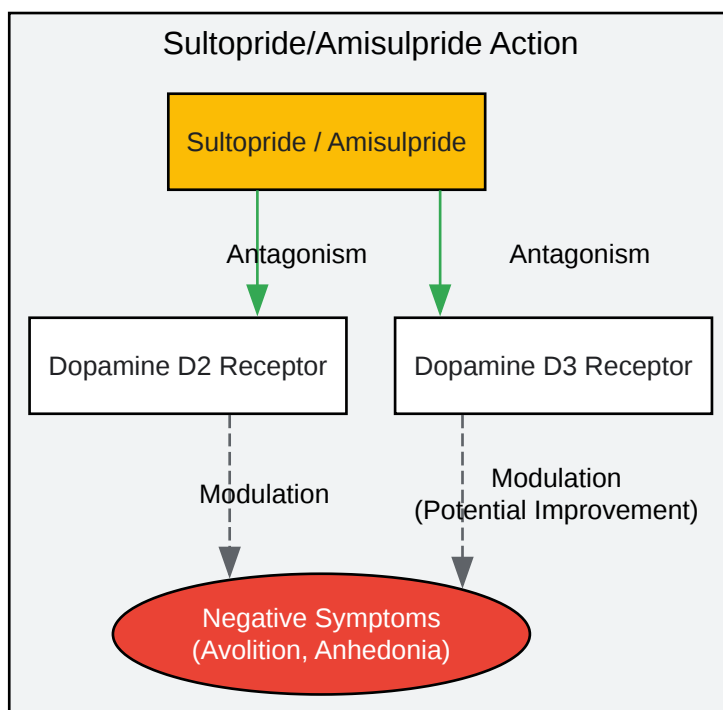 Sultopride/Amisulpride Action
Sultopride / Amisulpride
Antagonism
Antagonism
Dopamine D2 Receptor
Dopamine D3 Receptor
Modulation
Modulation
(Potential Improvement)
Negative Symptoms
(Avolition, Anhedonia)